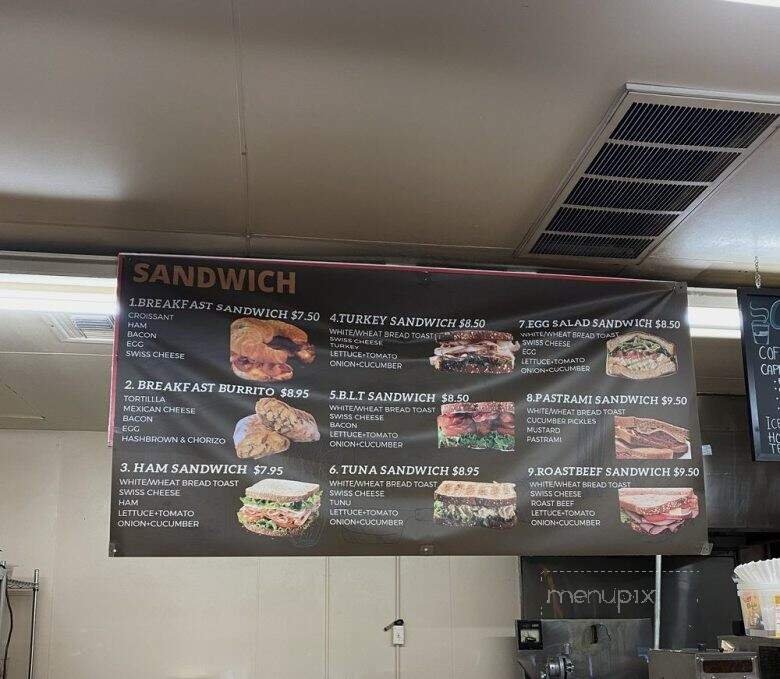 SANDWICH
1.BREAKFAST SANDWICH $7.50
CROISSANT
HAM
BACON
EGG
SWISS CHEESE
2. BREAKFAST BURRITO $8.95
TORTILLLA
MEXICAN CHEESE
BACON
EGG
HASHBROWN & CHORIZO
3. HAM SANDWICH $7.95
WHITE/WHEAT BREAD TOAST
SWISS CHEESE
HAM
LETTUCE+TOMATO
ONION+CUCUMBER
4.TURKEY SANDWICH $8.50
WHITE/WHEAT BREAD TOAST
SWISS CHEESE
TURKEY
LETTUCE+TOMATO
ONION+CUCUMBER
5.B.L.T SANDWICH $8.50
WHITE/WHEAT BREAD TOAST
SWISS CHEESE
BACON
LETTUCE+TOMATO
ONION+CUCUMBER
6. TUNA SANDWICH $8.95
WHITE/WHEAT BREAD TOAST
SWISS CHEESE
TUNU
LETTUCE+TOMATO
ONION+CUCUMBER
7.EGG SALAD SANDWICH $8.50
WHITE/WHEAT BREAD TOAST
SWISS CHEESE
EGG
LETTUCE+TOMATO
ONION+CUCUMBER
8.PASTRAMI SANDWICH $9.50
WHITE/WHEAT BREAD TOAST
CUCUMBER PICKLES
MUSTARD
PASTRAMI
9.ROASTBEEF SANDWICH $9.50
WHITE/WHEAT BREAD TOAST
SWISS CHEESE
ROAST BEEF
LETTUCE+TOMATO
ONION+CUCUMBER
menupix